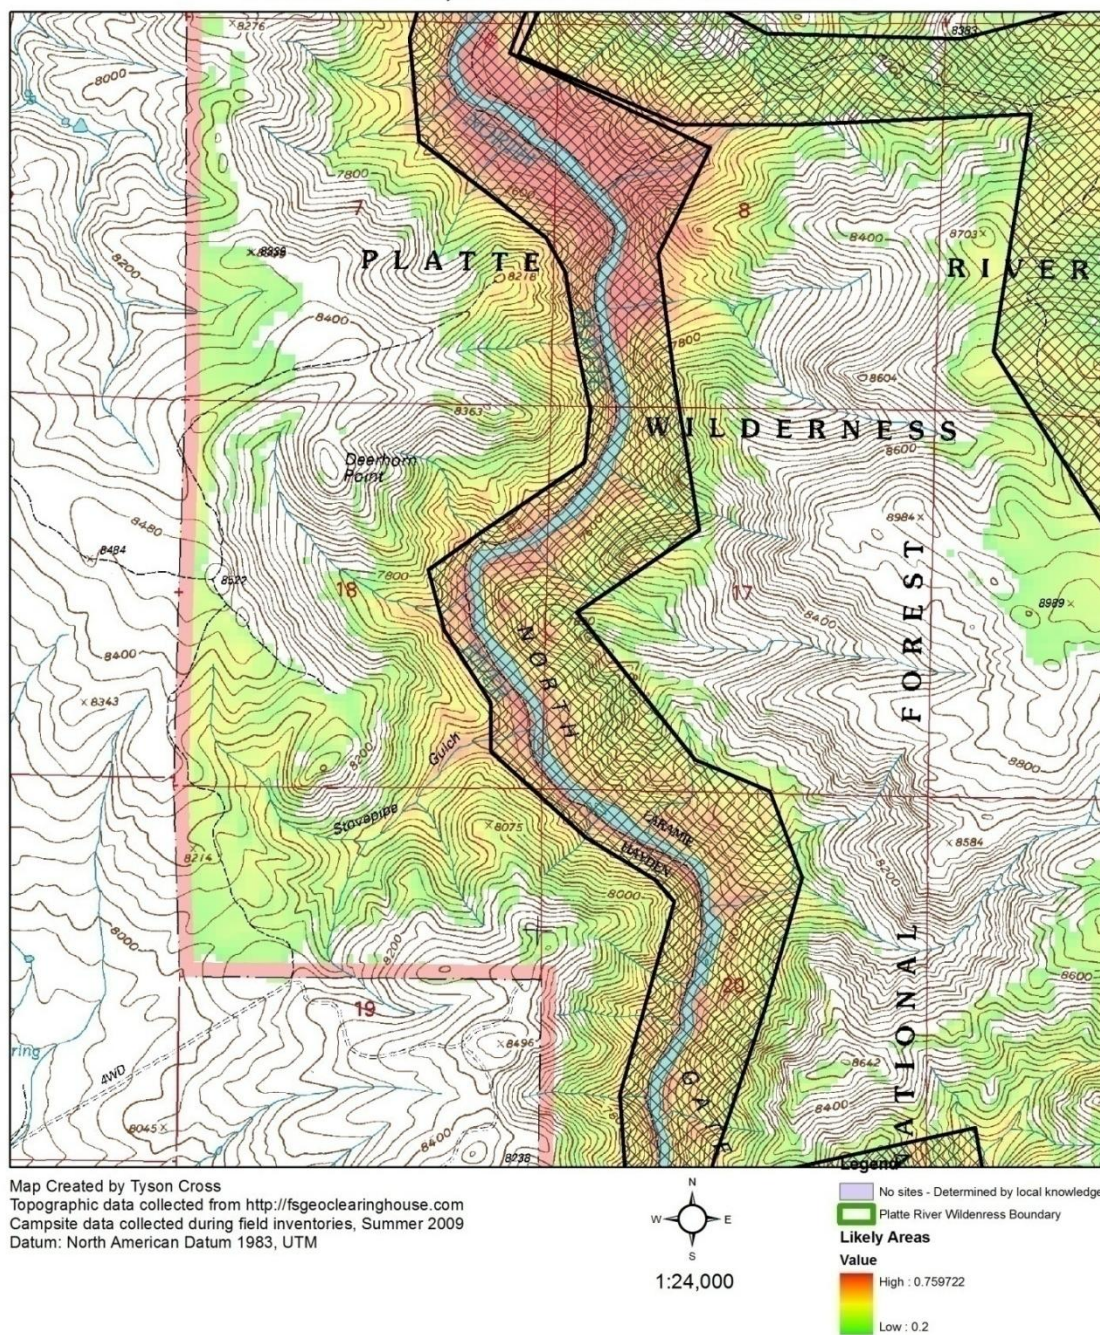 8276
8383
8000
7600
7800
7
8
8400
8703
8200
PLATTE
RIVER
8218
8400
7800
8604
8363
WILDERNESS
8600
Deerhorn
Point
8480
8984
8484
7800
8522
18
17
8989
8400
8400
NORTH
FOREST
8343
Gulch
8200
8800
Stovepipe
8075
LARAMIE
8584
HAYDEN
8214
8200
8000
8000
8200
8600
20
19
8496
4WD
8642
GATE
NATIONAL
8400
8045
8400
8238
Legend
Map Created by Tyson Cross
Topographic data collected from http://fsgeoclearinghouse.com
Campsite data collected during field inventories, Summer 2009
Datum: North American Datum 1983, UTM
N
W
E
S
1:24,000
No sites - Determined by local knowledge
Platte River Wildenress Boundary
Likely Areas
Value
High : 0.759722
Low : 0.2